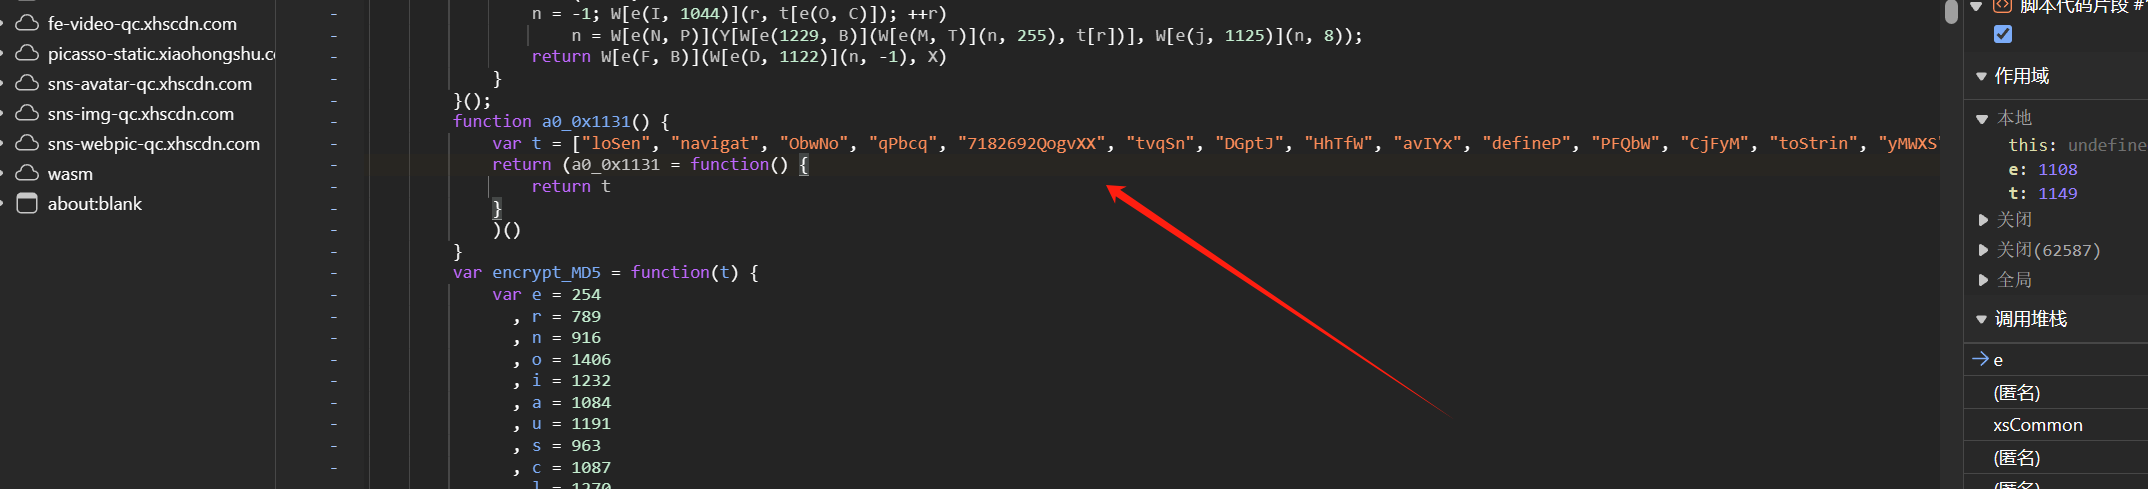 fe-video-qc.xhscdn.com
picasso-static.xiaohongshu.c
sns-avatar-qc.xhscdn.com
sns-img-qc.xhscdn.com
sns-webpic-qc.xhscdn.com
wasm
about:blank
n = -1; W[e(I, 1044)](r, t[e(O, C)]); ++r)
n = W[e(N, P)](Y[W[e(1229, B)](W[e(M, T)](n, 255), t[r])], W[e(j, 1125)](n, 8));
return W[e(F, B)](W[e(D, 1122)](n, -1), X)
}
}();
function a0_0x1131() {
var t = ["loSen", "navigat", "ObwNo", "qPbcq", "7182692QogvXX", "tvqSn", "DGptJ", "HhTfW", "avIYx", "defineP", "PFQbW", "CjFyM", "toStrin", "yMWXS"
return (a0_0x1131 = function() {
return t
}
)()
}
var encrypt_MD5 = function(t) {
var e = 254
, r = 789
, n = 916
, o = 1406
, i = 1232
, a = 1084
, u = 1191
, s = 963
, c = 1087
, l = 1270
脚本代码片段 #
作用域
本地
this: undefine
e: 1108
t: 1149
关闭
关闭(62587)
全局
调用堆栈
e
(匿名)
xsCommon
(匿名)
(匿名)